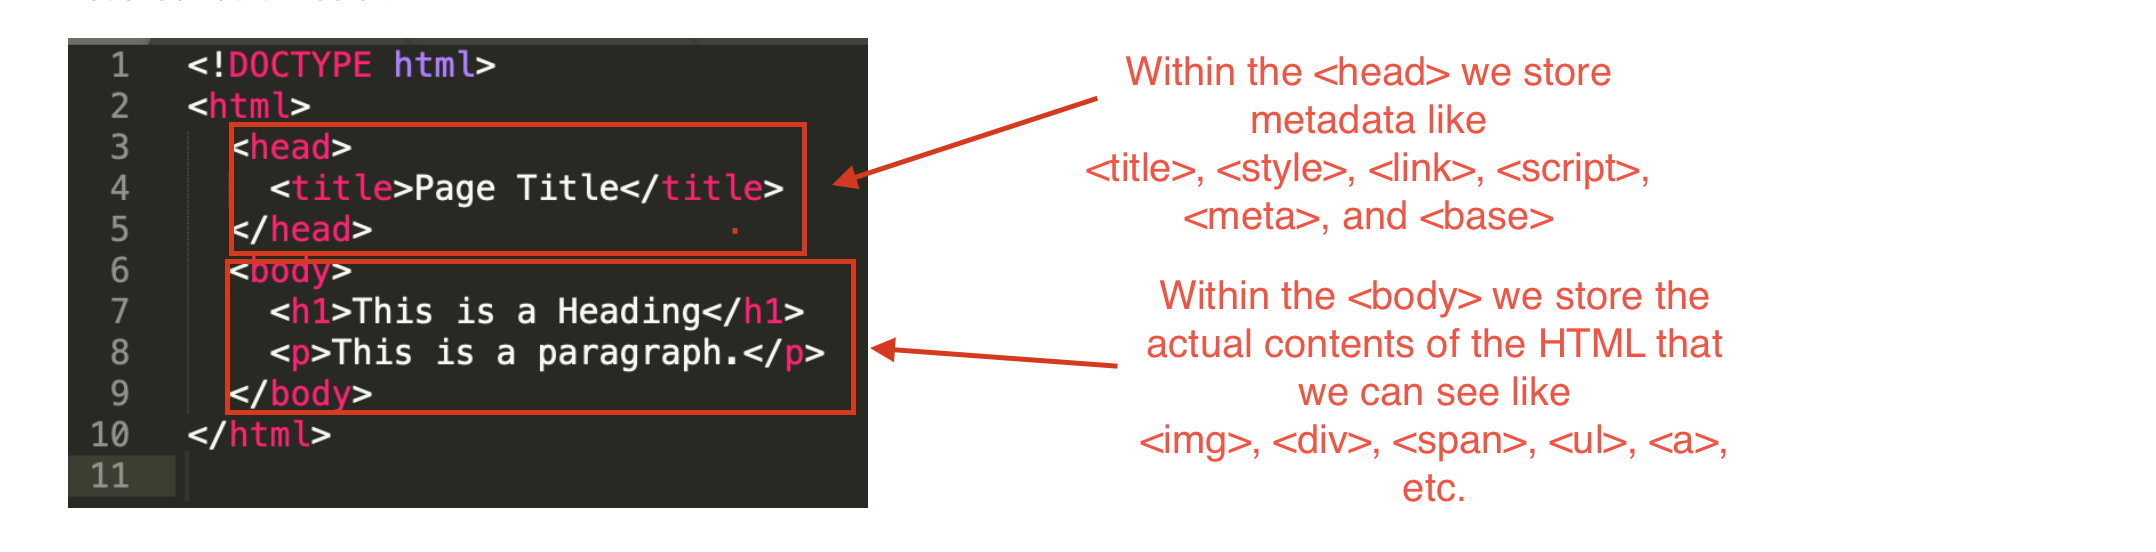 1 <!DOCTYPE html>
2 <html>
3 <head>
4 <title>Page Title</title>
5 </head>
6 <body>
7 <h1>This is a Heading</h1>
8 <p>This is a paragraph.</p>
9 </body>
10 </html>
11
Within the <head> we store
metadata like
<title>, <style>, <link>, <script>,
<meta>, and <base>
Within the <body> we store the
actual contents of the HTML that
we can see like
<img>, <div>, <span>, <ul>, <a>,
etc.